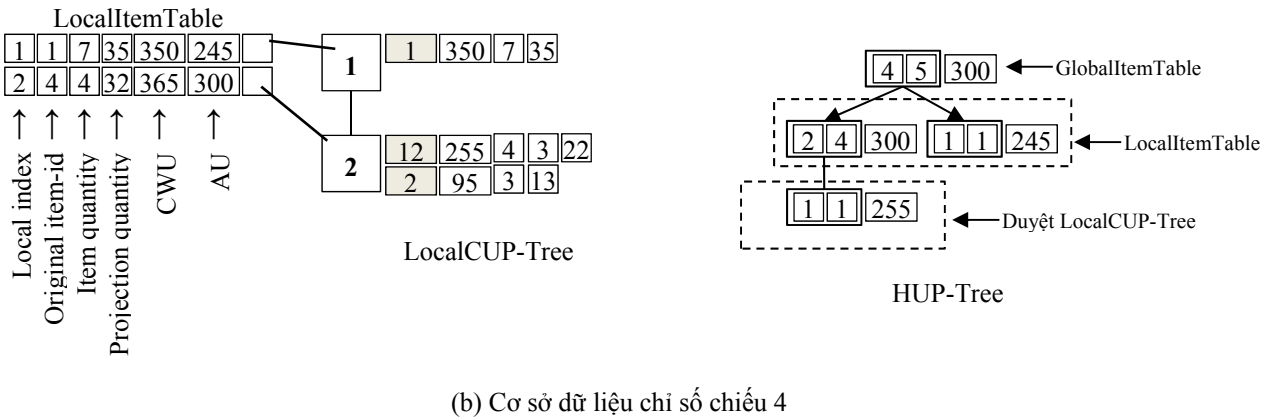 LocalItemTable
1 1 7 35 350 245
2 4 4 32 365 300
Local index
Original item-id
Item quantity
Projection quantity
CWU
AU
1
1 350 7 35
2
12 255 4 3 22
2 95 3 13
LocalCUP-Tree
4 5 300
GlobalItemTable
2 4 300
1 1 245
LocalItemTable
1 1 255
Duyệt LocalCUP-Tree
HUP-Tree
(b) Cơ sở dữ liệu chỉ số chiếu 4